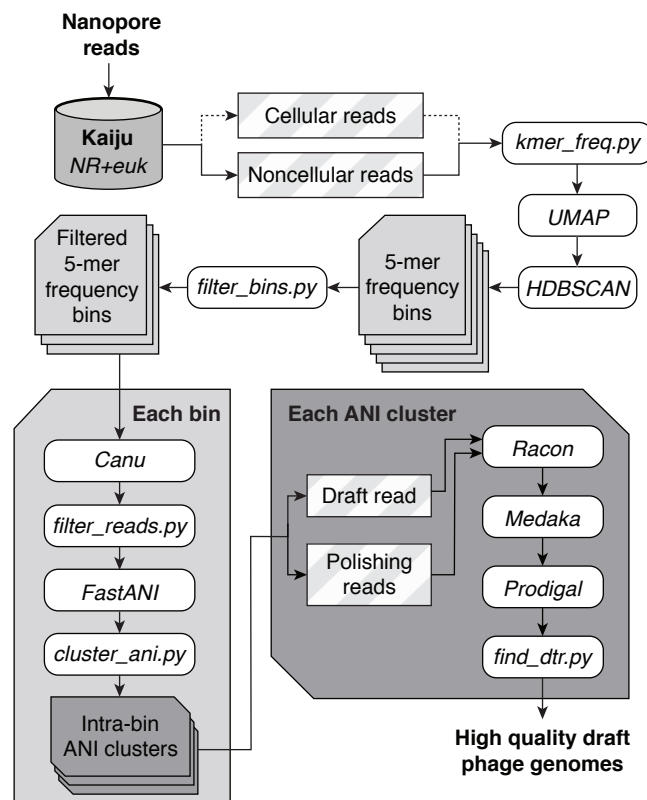 Nanopore
reads
Kaiju
NR+euk
Cellular reads
Noncellular reads
kmer_freq.py
UMAP
HDBSCAN
5-mer
frequency
bins
filter_bins.py
Filtered
5-mer
frequency
bins
Each bin
Canu
filter_reads.py
FastANI
cluster_ani.py
Intra-bin
ANI clusters
Each ANI cluster
Draft read
Polishing
reads
Racon
Medaka
Prodigal
find_dtr.py
High quality draft
phage genomes